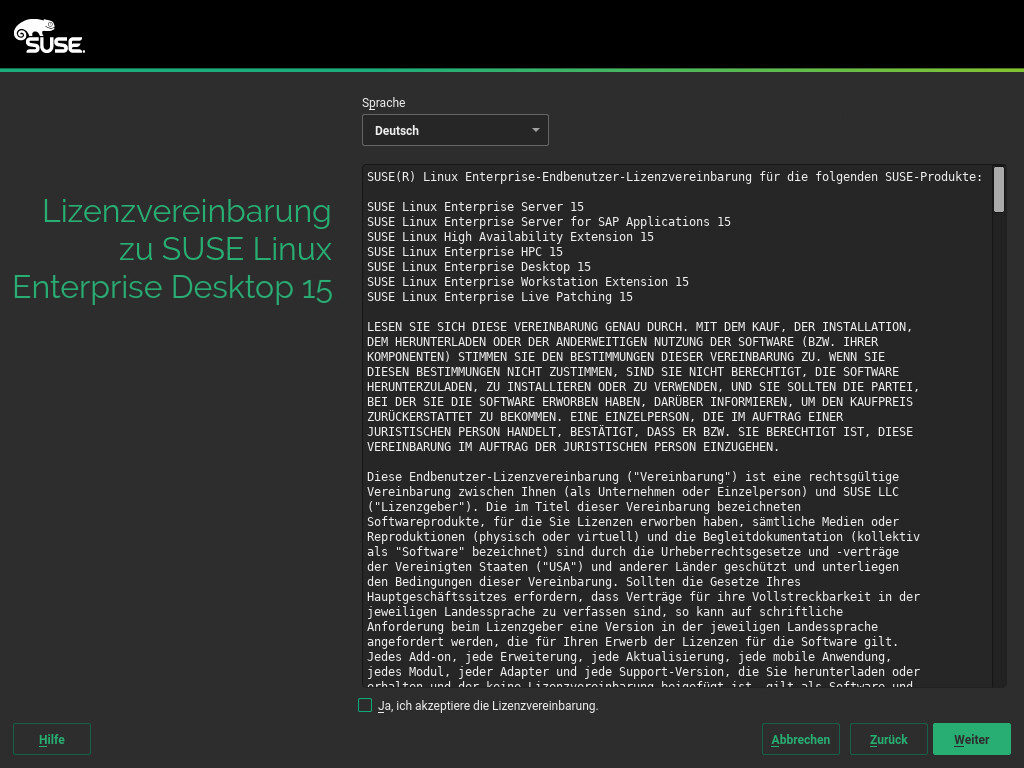 SUSE.
Sprache
Deutsch
Lizenzvereinbarung
zu SUSE Linux
Enterprise Desktop 15
SUSE(R) Linux Enterprise-Endbenutzer-Lizenzvereinbarung für die folgenden SUSE-Produkte:
SUSE Linux Enterprise Server 15
SUSE Linux Enterprise Server for SAP Applications 15
SUSE Linux High Availability Extension 15
SUSE Linux Enterprise HPC 15
SUSE Linux Enterprise Desktop 15
SUSE Linux Enterprise Workstation Extension 15
SUSE Linux Enterprise Live Patching 15
LESEN SIE SICH DIESE VEREINBARUNG GENAU DURCH. MIT DEM KAUF, DER INSTALLATION,
DEM HERUNTERLADEN ODER DER ANDERWEITIGEN NUTZUNG DER SOFTWARE (BZW. IHRER
KOMPONENTEN) STIMMEN SIE DEN BESTIMMUNGEN DIESER VEREINBARUNG ZU. WENN SIE
DIESEN BESTIMMUNGEN NICHT ZUSTIMMEN, SIND SIE NICHT BERECHTIGT, DIE SOFTWARE
HERUNTERZULADEN, ZU INSTALLIEREN ODER ZU VERWENDEN, UND SIE SOLLTEN DIE PARTEI,
BEI DER SIE DIE SOFTWARE ERWORBEN HABEN, DARÜBER INFORMIEREN, UM DEN KAUFPREIS
ZURÜCKERSTATTET ZU BEKOMMEN. EINE EINZELPERSON, DIE IM AUFTRAG EINER
JURISTISCHEN PERSON HANDELT, BESTÄTIGT, DASS ER BZW. SIE BERECHTIGT IST, DIESE
VEREINBARUNG IM AUFTRAG DER JURISTISCHEN PERSON EINZUGEHEN.
Diese Endbenutzer-Lizenzvereinbarung ("Vereinbarung") ist eine rechtsgültige
Vereinbarung zwischen Ihnen (als Unternehmen oder Einzelperson) und SUSE LLC
("Lizenzgeber"). Die im Titel dieser Vereinbarung bezeichneten
Softwareprodukte, für die Sie Lizenzen erworben haben, sämtliche Medien oder
Reproduktionen (physisch oder virtuell) und die Begleitdokumentation (kollektiv
als "Software" bezeichnet) sind durch die Urheberrechtsgesetze und -verträge
der Vereinigten Staaten ("USA") und anderer Länder geschützt und unterliegen
den Bedingungen dieser Vereinbarung. Sollten die Gesetze Ihres
Hauptgeschäftssitzes erfordern, dass Verträge für ihre Vollstreckbarkeit in der
jeweiligen Landessprache zu verfassen sind, so kann auf schriftliche
Anforderung beim Lizenzgeber eine Version in der jeweiligen Landessprache
angefordert werden, die für Ihren Erwerb der Lizenzen für die Software gilt.
Jedes Add-on, jede Erweiterung, jede Aktualisierung, jede mobile Anwendung,
jedes Modul, jeder Adapter und jede Support-Version, die Sie herunterladen oder
erhalten und der keine Lizenzvereinbarung beigefügt ist, gilt als Software und
Ja, ich akzeptiere die Lizenzvereinbarung.
Hilfe
Abbrechen
Zurück
Weiter